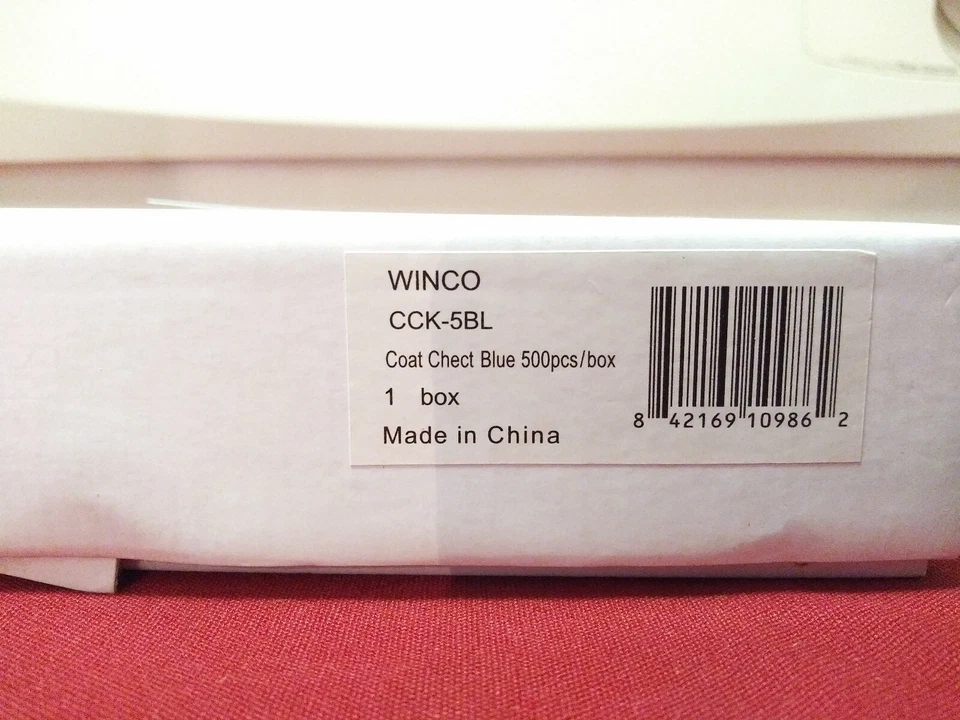 WINCO
CCK-5BL
Coat Chect Blue 500pcs/box
1 box
Made in China
8 42169 10986 2